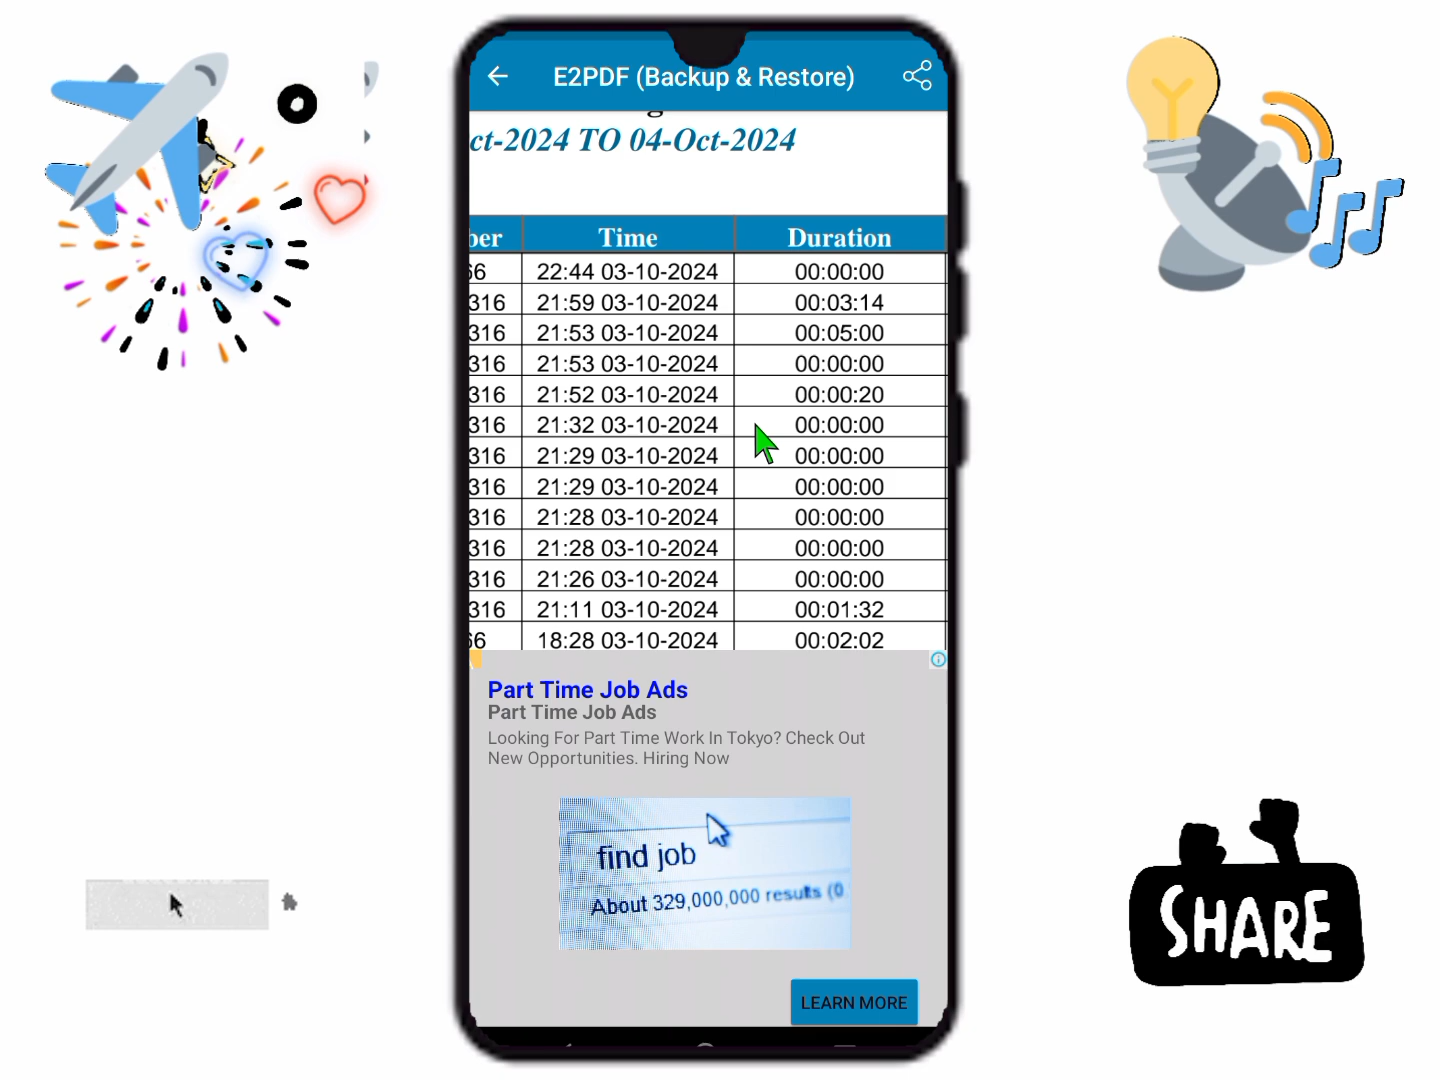 E2PDF (Backup & Restore)
ct-2024 TO 04-Oct-2024
ber Time Duration
66 22:44 03-10-2024 00:00:00
316 21:59 03-10-2024 00:03:14
316 21:53 03-10-2024 00:05:00
316 21:53 03-10-2024 00:00:00
316 21:52 03-10-2024 00:00:20
316 21:32 03-10-2024 00:00:00
316 21:29 03-10-2024 00:00:00
316 21:29 03-10-2024 00:00:00
316 21:28 03-10-2024 00:00:00
316 21:28 03-10-2024 00:00:00
316 21:26 03-10-2024 00:00:00
316 21:11 03-10-2024 00:01:32
66 18:28 03-10-2024 00:02:02
Part Time Job Ads
Part Time Job Ads
Looking For Part Time Work In Tokyo? Check Out
New Opportunities. Hiring Now
find job
About 329,000,000 results (0
LEARN MORE
SHARE